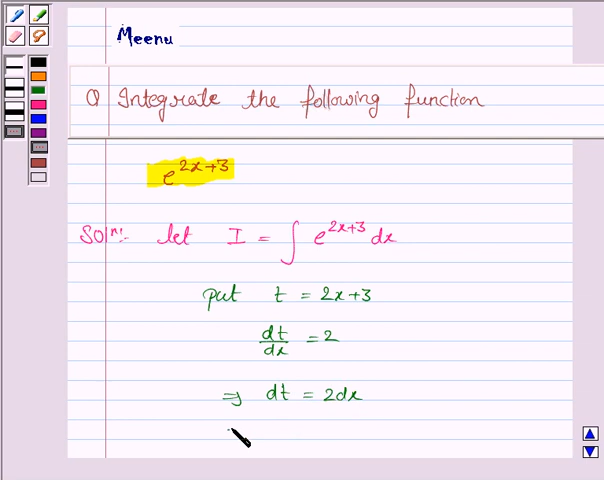 Meenu
Q Integrate the following function
e^{2x+3}
Solⁿ:- let I = ∫ e^{2x+3} dx
put t = 2x+3
dt/dx = 2
⇒ dt = 2dx